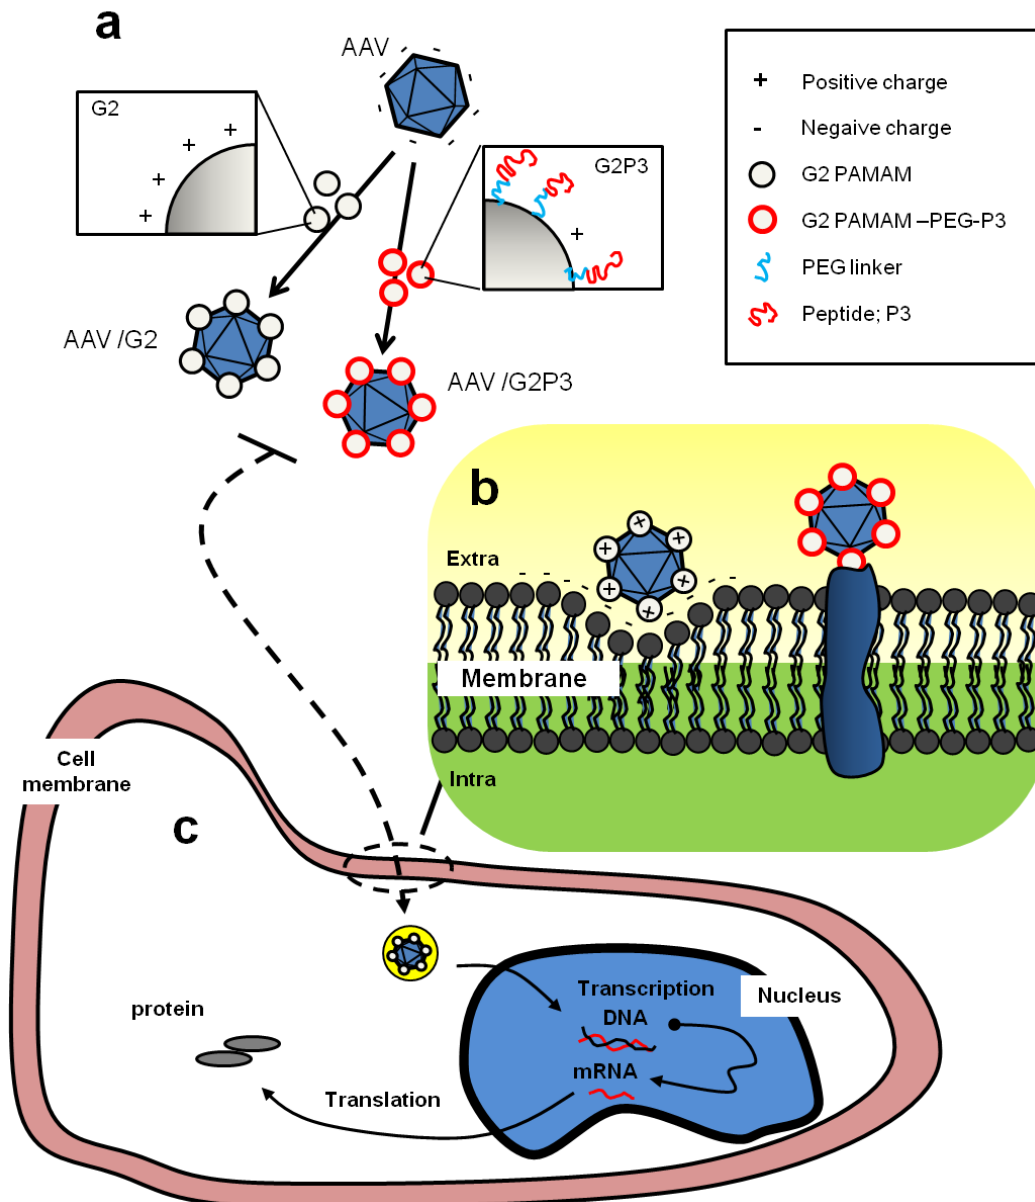 a
AAV
G2
+
+
+
+
G2P3
+
AAV /G2
AAV /G2P3
+ Positive charge
- Negaive charge
G2 PAMAM
G2 PAMAM –PEG-P3
PEG linker
Peptide; P3
b
Extra
+ + + + + +
Membrane
Intra
Cell
membrane
c
protein
Transcription
DNA
mRNA
Nucleus
Translation